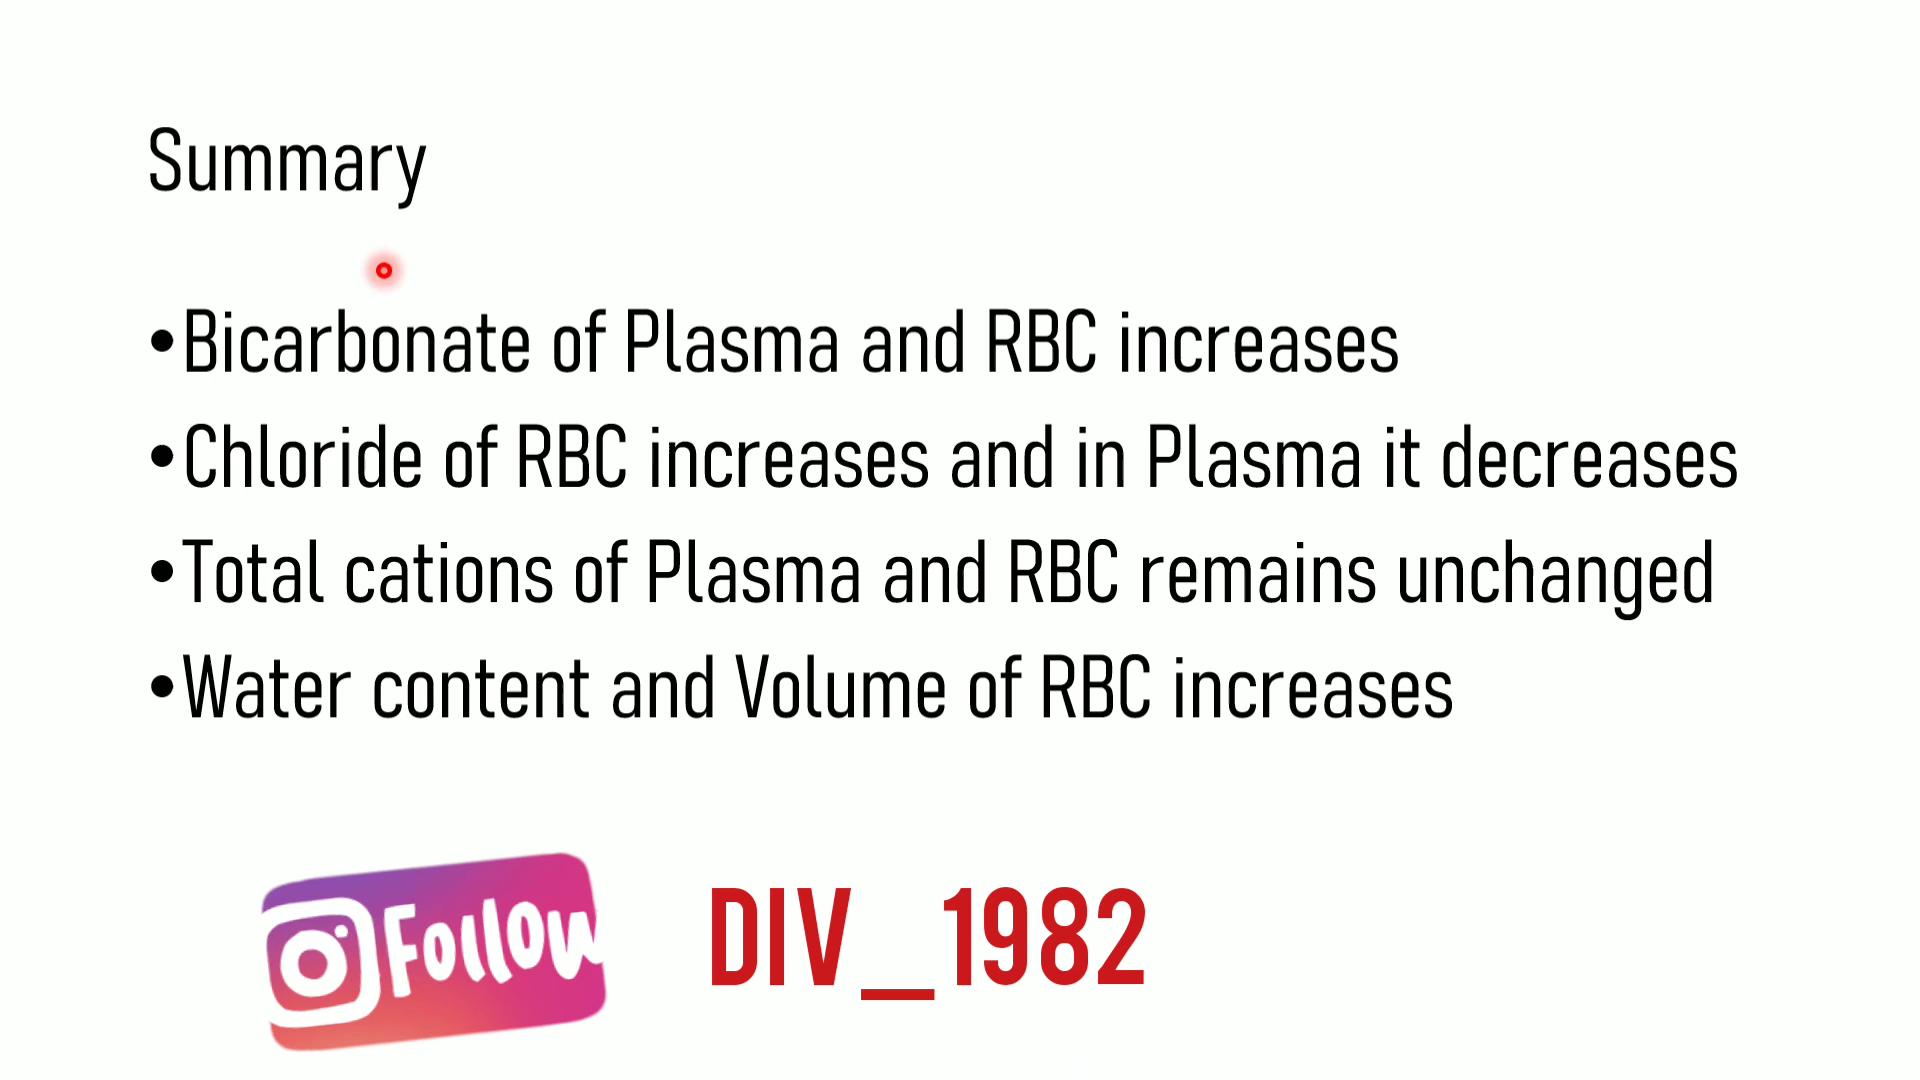 Summary
•Bicarbonate of Plasma and RBC increases
•Chloride of RBC increases and in Plasma it decreases
•Total cations of Plasma and RBC remains unchanged
•Water content and Volume of RBC increases
Follow DIV_1982